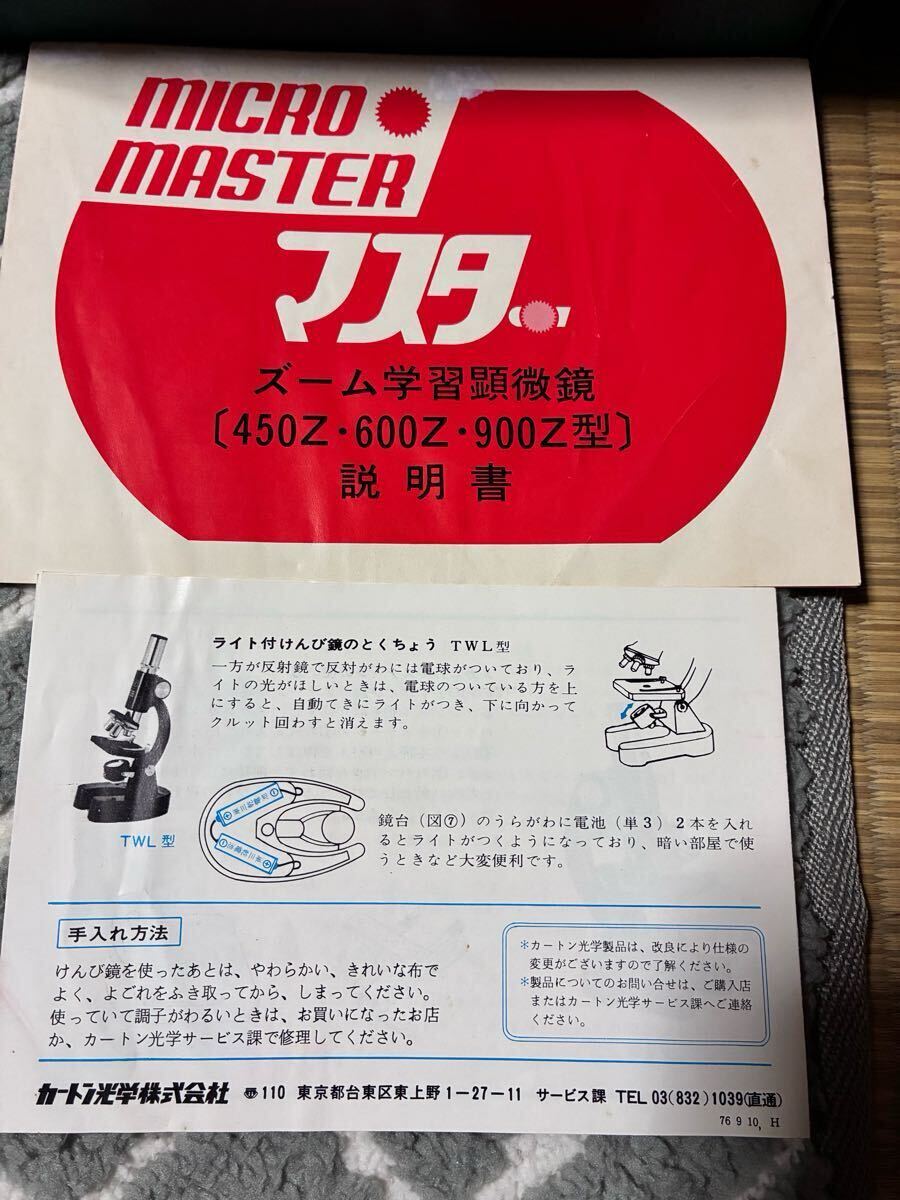 MICRO
MASTER
マスター
ズーム学習顕微鏡
〔450Z・600Z・900Z型〕
説明書
ライト付けんび鏡のとくちょう TWL型
一方が反射鏡で反対がわには電球がついており、ラ
イトの光がほしいときは、電球のついている方を上
にすると、自動てきにライトがつき、下に向かって
クルット回わすと消えます。
TWL型
鏡台（図⑦）のうらがわに電池（単3）2本を入れ
るとライトがつくようになっており、暗い部屋で使
うときなど大変便利です。
手入れ方法
けんび鏡を使ったあとは、やわらかい、きれいな布で
よく、よごれをふき取ってから、しまってください。
使っていて調子がわるいときは、お買いになったお店
か、カートン光学サービス課で修理してください。
*カートン光学製品は、改良により仕様の
変更がございますので了解ください。
*製品についてのお問い合せは、ご購入店
またはカートン光学サービス課へご連絡
ください。
カートン光学株式会社 〒110 東京都台東区東上野1-27-11 サービス課 TEL 03(832)1039(直通)
76 9 10, H